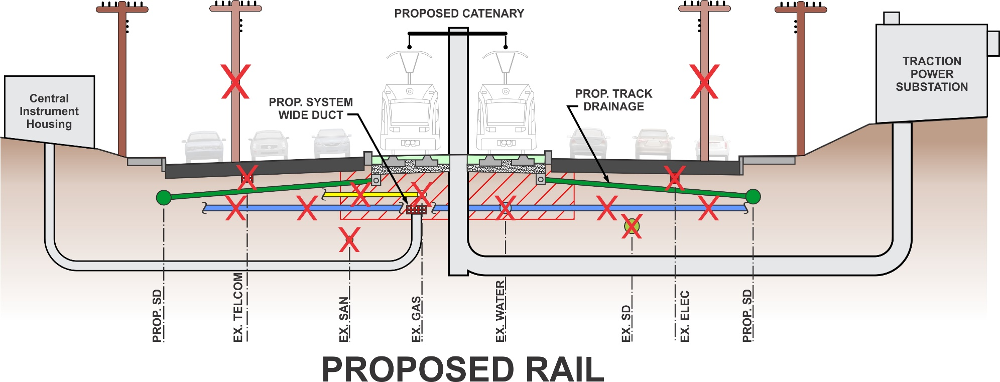 PROPOSED CATENARY
TRACTION
POWER
SUBSTATION
Central
Instrument
Housing
PROP. SYSTEM
WIDE DUCT
PROP. TRACK
DRAINAGE
PROP. SD
EX. TELCOM
EX. SAN
EX. GAS
EX. WATER
EX. SD
EX. ELEC
PROP. SD
PROPOSED RAIL